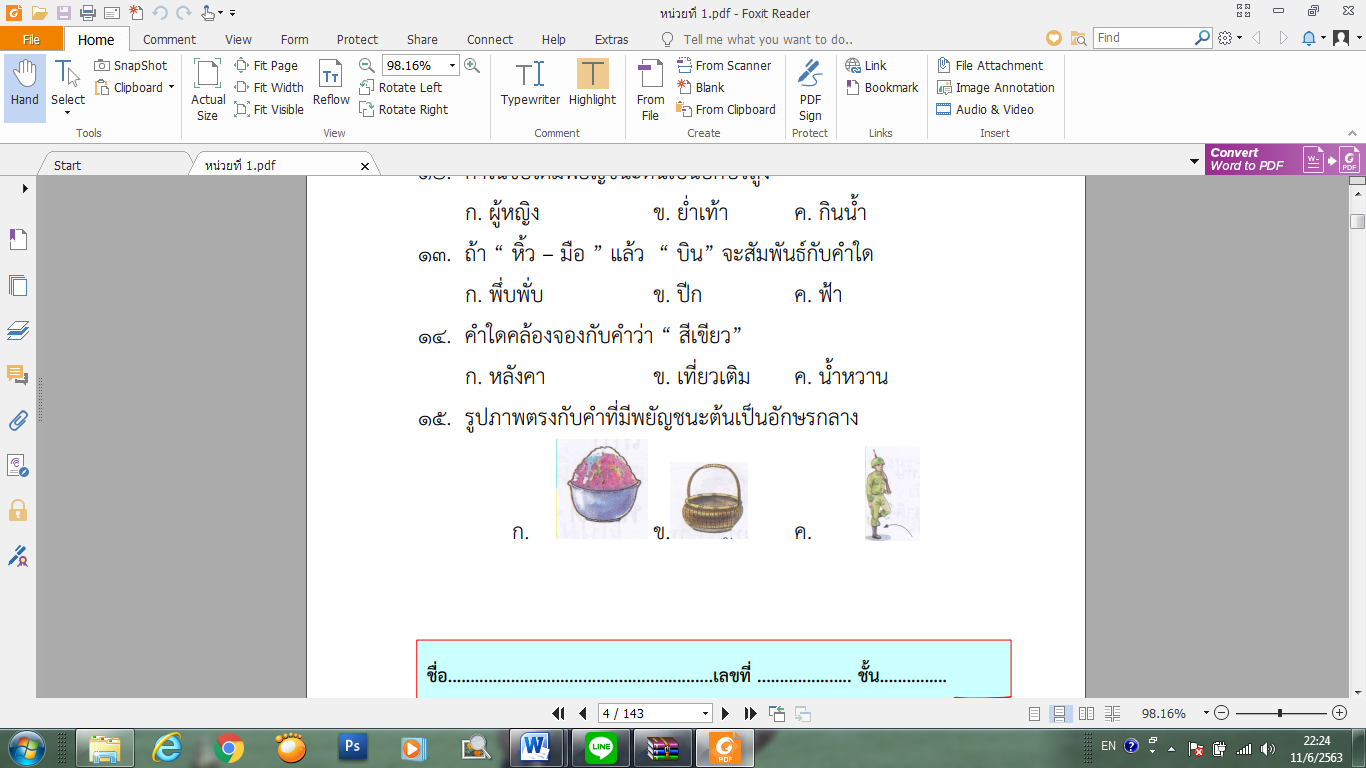 หน่วยที่ 1.pdf - Foxit Reader
File Home Comment View Form Protect Share Connect Help Extras Tell me what you want to do.. Find
Hand
Select
SnapShot
Clipboard
Actual Size
Fit Page
Fit Width
Fit Visible
Reflow
98.16%
Rotate Left
Rotate Right
Typewriter
Highlight
From File
From Scanner
Blank
From Clipboard
PDF Sign
Link
Bookmark
File Attachment
Image Annotation
Audio & Video
Tools View Comment Create Protect Links Insert
Start หน่วยที่ 1.pdf
Convert
Word to PDF
ก. ผู้หญิง ข. ย่ำเท้า ค. กินน้ำ
๑๓. ถ้า “ หิ้ว – มือ ” แล้ว “ บิน” จะสัมพันธ์กับคำใด
ก. พึ่บพั่บ ข. ปีก ค. ฟ้า
๑๔. คำใดคล้องจองกับคำว่า “ สีเขียว”
ก. หลังคา ข. เที่ยวเติม ค. น้ำหวาน
๑๕. รูปภาพตรงกับคำที่มีพยัญชนะต้นเป็นอักษรกลาง
ก. ข. ค.
ชื่อ...........................................................เลขที่ ..................... ชั้น...............
4 / 143
98.16%
EN
22:24
11/6/2563